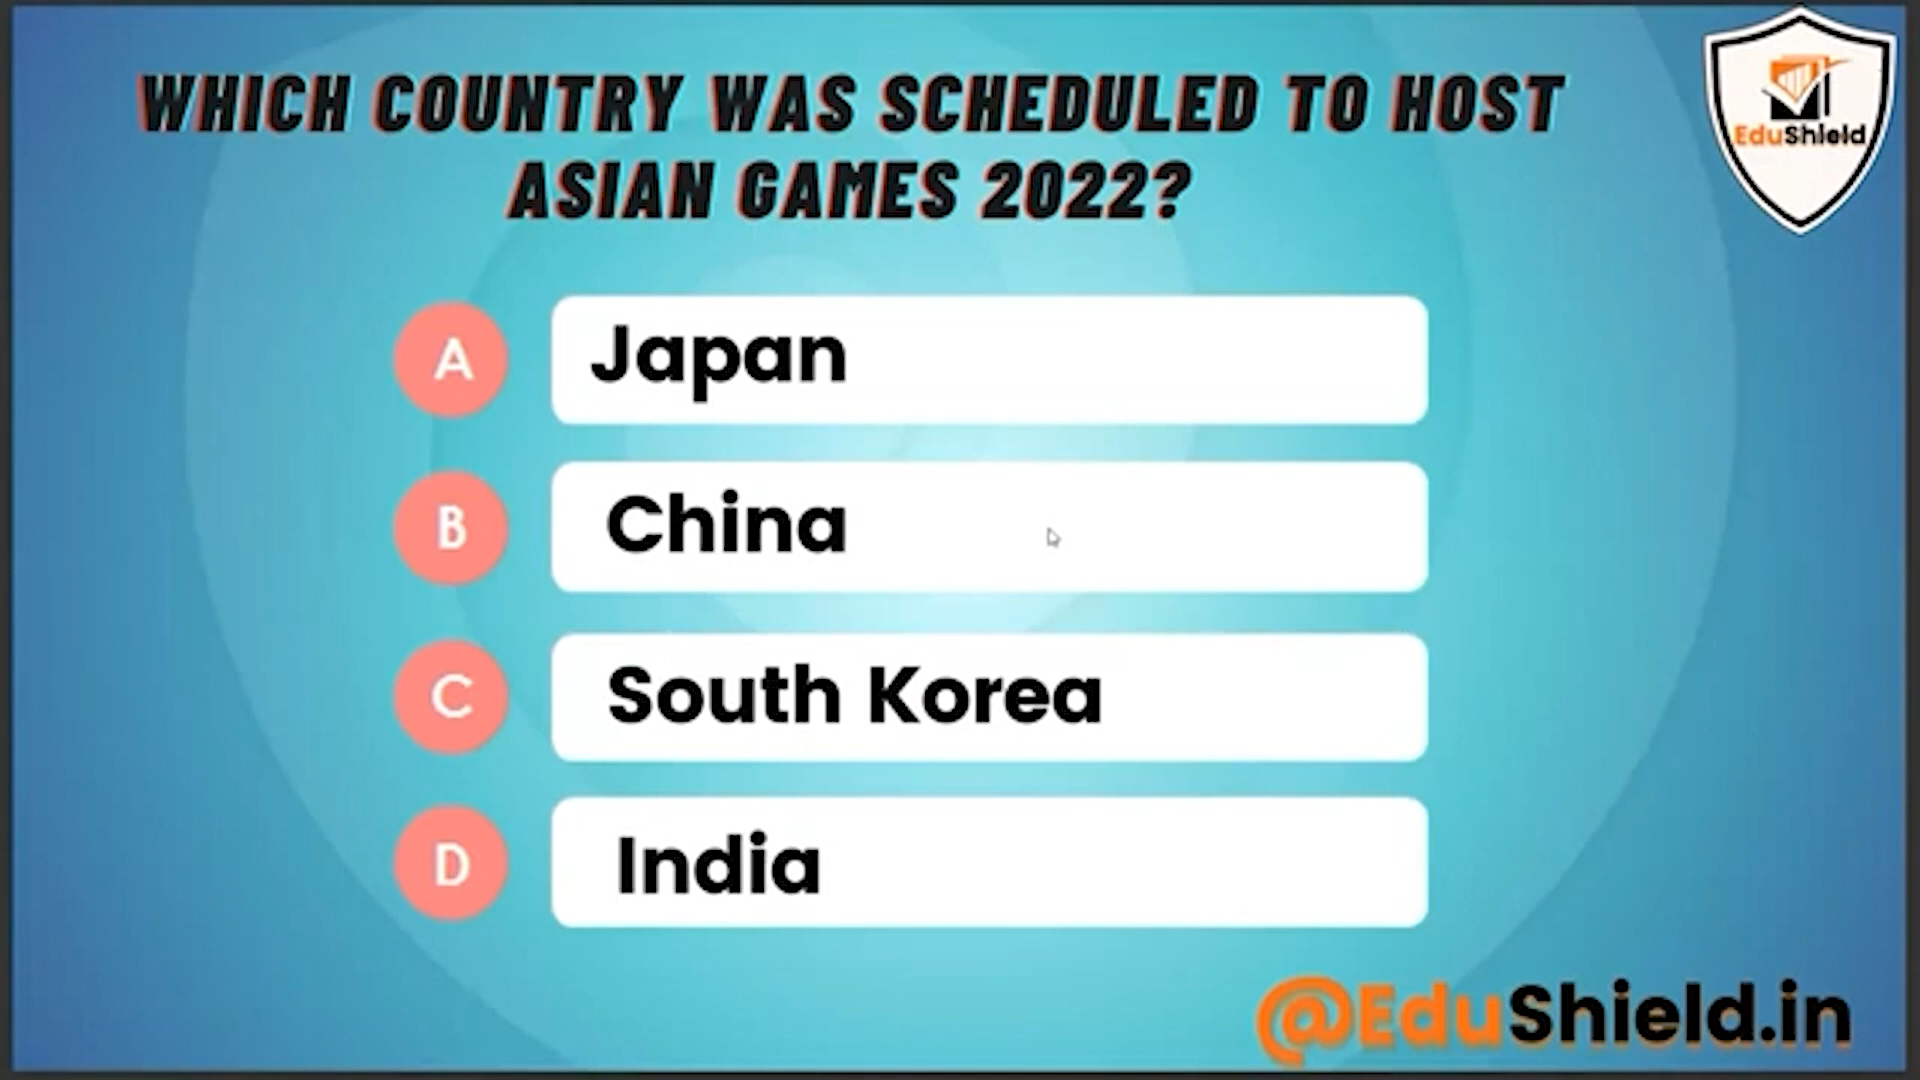 WHICH COUNTRY WAS SCHEDULED TO HOST
ASIAN GAMES 2022?
EduShield
A Japan
B China
C South Korea
D India
@EduShield.in